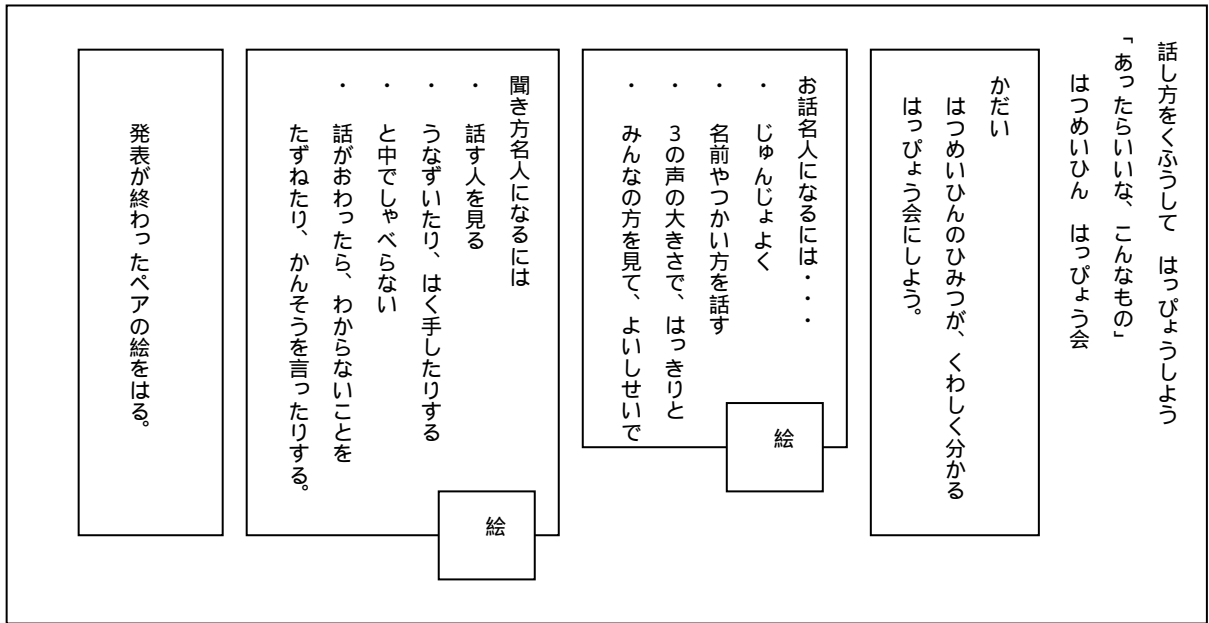 話し方をくふうして　はっぴょうしよう
「あったらいいな、こんなもの」
はつめいひん　はっぴょう会
かだい
はつめいひんのひみつが、くわしく分かる
はっぴょう会にしよう。
お話名人になるには・・・
・　じゅんじょよく
・　名前やつかい方を話す
・　3の声の大きさで、はっきりと
・　みんなの方を見て、よいしせいで
絵
聞き方名人になるには
・　話す人を見る
・　うなずいたり、はく手したりする
・　と中でしゃべらない
・　話がおわったら、わからないことを
たずねたり、かんそうを言ったりする。
絵
発表が終わったペアの絵をはる。